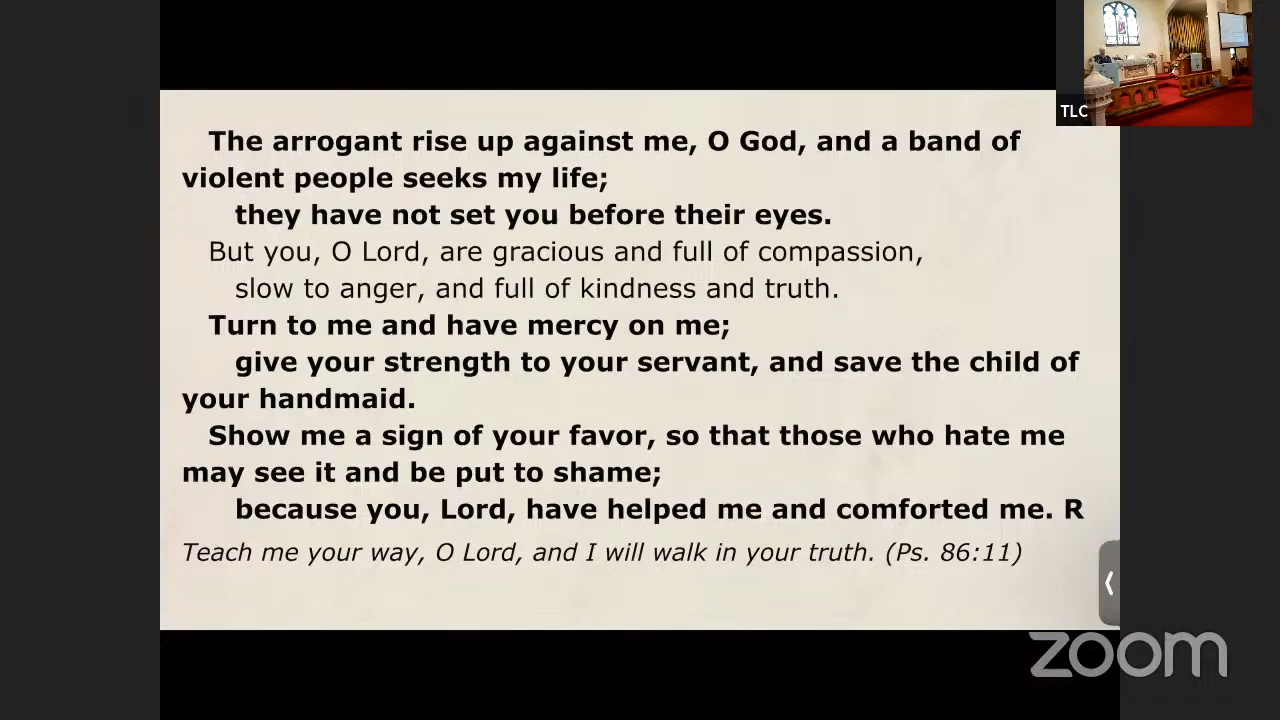 TLC
The arrogant rise up against me, O God, and a band of
violent people seeks my life;
they have not set you before their eyes.
But you, O Lord, are gracious and full of compassion,
slow to anger, and full of kindness and truth.
Turn to me and have mercy on me;
give your strength to your servant, and save the child of
your handmaid.
Show me a sign of your favor, so that those who hate me
may see it and be put to shame;
because you, Lord, have helped me and comforted me. R
Teach me your way, O Lord, and I will walk in your truth. (Ps. 86:11)
zoom